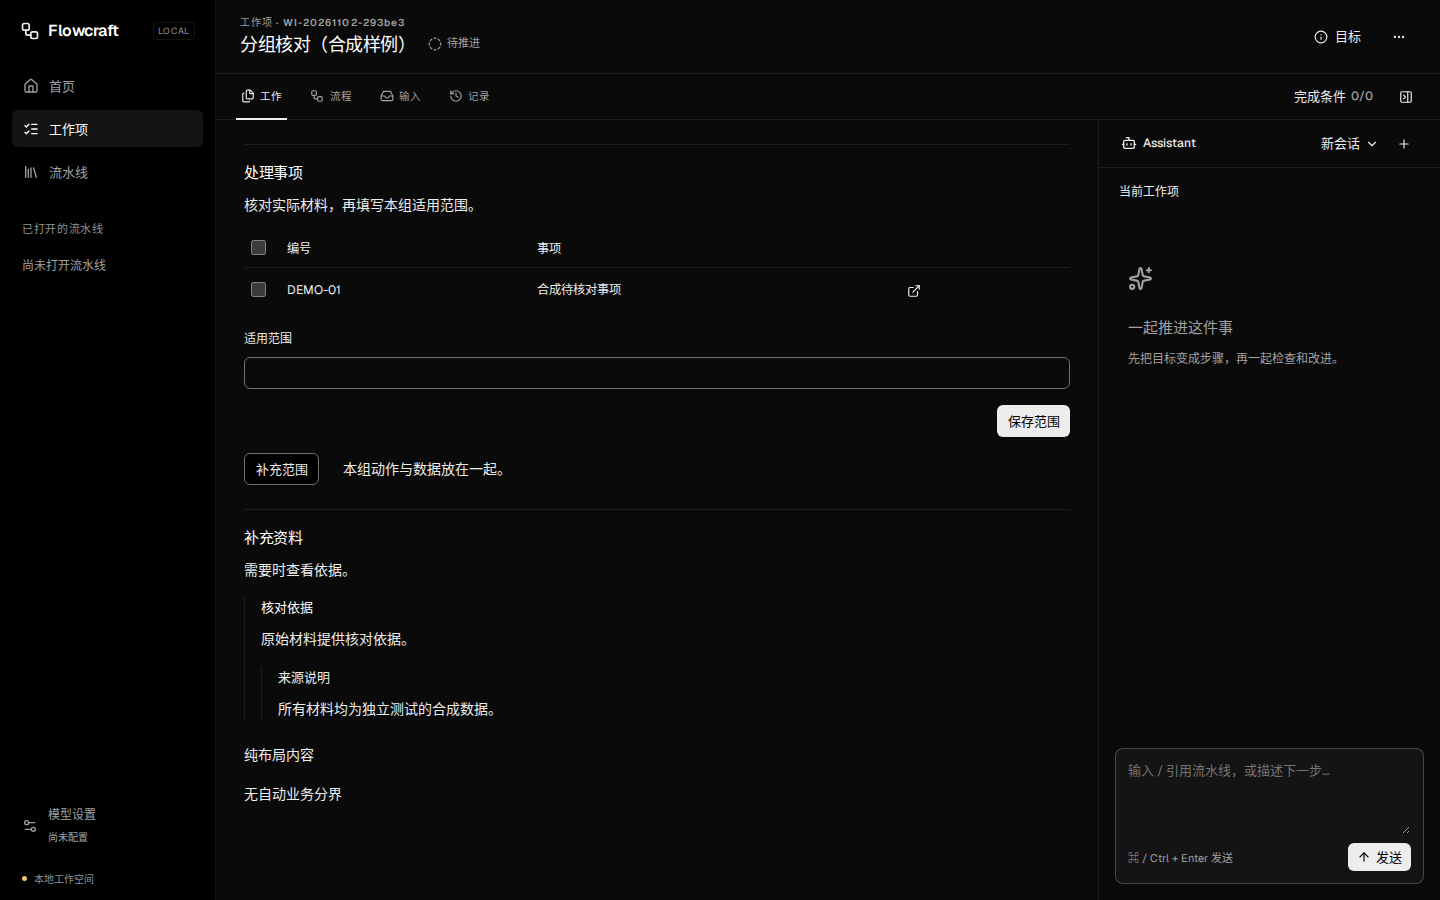 Flowcraft
LOCAL
首页
工作项
流水线
已打开的流水线
尚未打开流水线
模型设置
尚未配置
本地工作空间
工作项 · WI-20261102-293be3
分组核对（合成样例）
待推进
目标
工作
流程
输入
记录
完成条件 0/0
处理事项
核对实际材料，再填写本组适用范围。
编号 事项
DEMO-01 合成待核对事项
适用范围
保存范围
补充范围
本组动作与数据放在一起。
补充资料
需要时查看依据。
核对依据
原始材料提供核对依据。
来源说明
所有材料均为独立测试的合成数据。
纯布局内容
无自动业务分界
Assistant
新会话
当前工作项
一起推进这件事
先把目标变成步骤，再一起检查和改进。
输入 / 引用流水线，或描述下一步…
⌘ / Ctrl + Enter 发送
发送